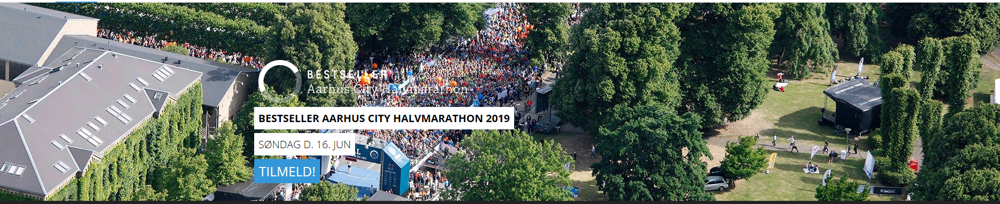 BESTSELLER
Aarhus City Halvmarathon
BESTSELLER AARHUS CITY HALVMARATHON 2019
SØNDAG D. 16. JUN
TILMELD!